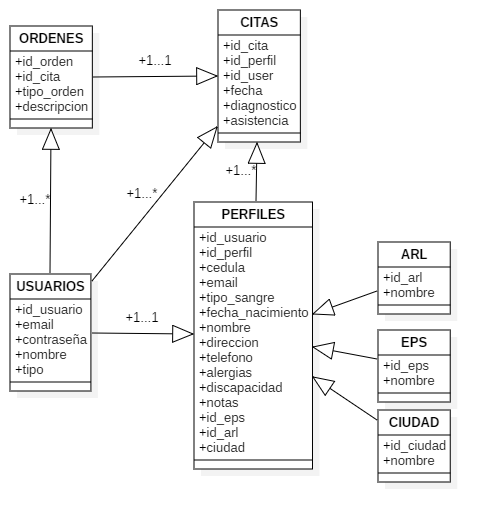 CITAS
+id_cita
+id_perfil
+id_user
+fecha
+diagnostico
+asistencia
ORDENES
+id_orden
+id_cita
+tipo_orden
+descripcion
+1...1
+1...*
+1...*
+1...*
PERFILES
+id_usuario
+id_perfil
+cedula
+email
+tipo_sangre
+fecha_nacimiento
+nombre
+direccion
+telefono
+alergias
+discapacidad
+notas
+id_eps
+id_arl
+ciudad
USUARIOS
+id_usuario
+email
+contraseña
+nombre
+tipo
+1...1
ARL
+id_arl
+nombre
EPS
+id_eps
+nombre
CIUDAD
+id_ciudad
+nombre